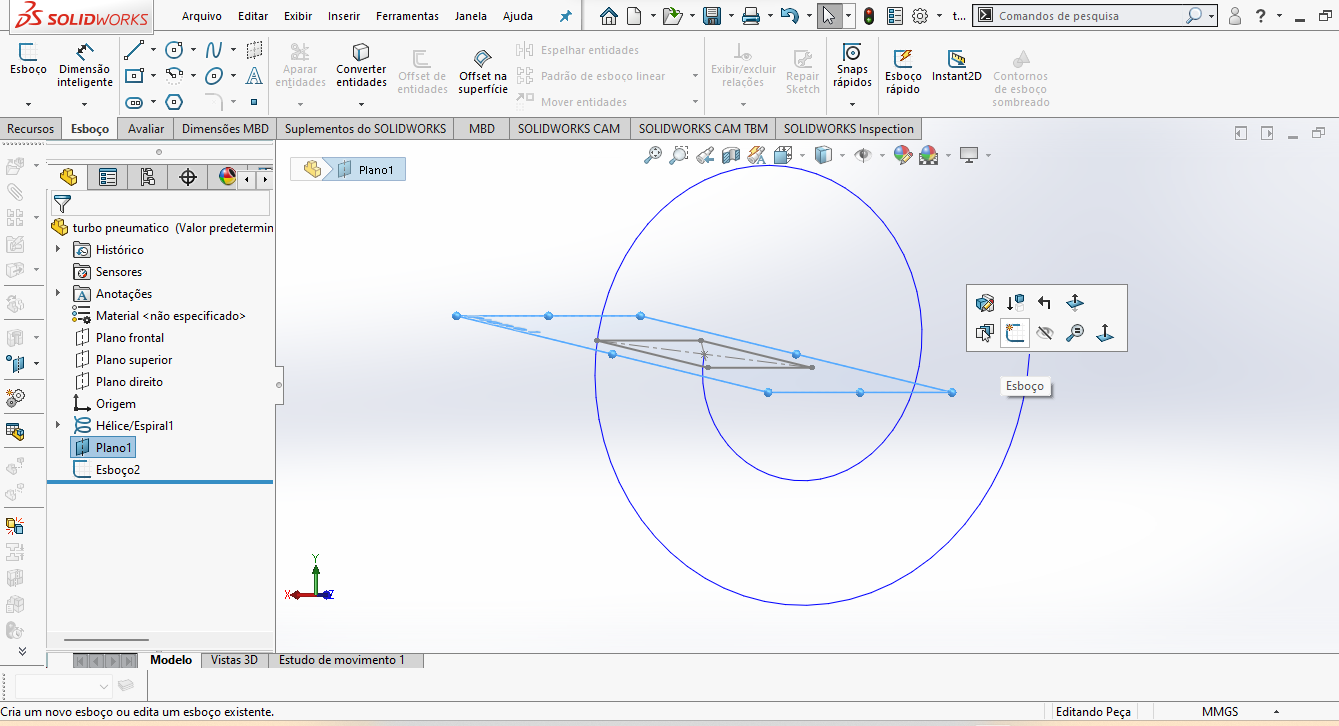 SOLIDWORKS
Arquivo Editar Exibir Inserir Ferramentas Janela Ajuda
t...
Comandos de pesquisa
?
Esboço
Dimensão
inteligente
Aparar
entidades
Converter
entidades
Offset de
entidades
Offset na
superfície
Espelhar entidades
Padrão de esboço linear
Mover entidades
Exibir/excluir
relações
Repair
Sketch
Snaps
rápidos
Esboço
rápido
Instant2D
Contornos
de esboço
sombreado
Recursos Esboço Avaliar Dimensões MBD Suplementos do SOLIDWORKS MBD SOLIDWORKS CAM SOLIDWORKS CAM TBM SOLIDWORKS Inspection
Plano1
turbo pneumatico (Valor predetermin
Histórico
Sensores
Anotações
Material <não especificado>
Plano frontal
Plano superior
Plano direito
Origem
Hélice/Espiral1
Plano1
Esboço2
Esboço
Y
X
Z
Modelo Vistas 3D Estudo de movimento 1
Cria um novo esboço ou edita um esboço existente.
Editando Peça
MMGS